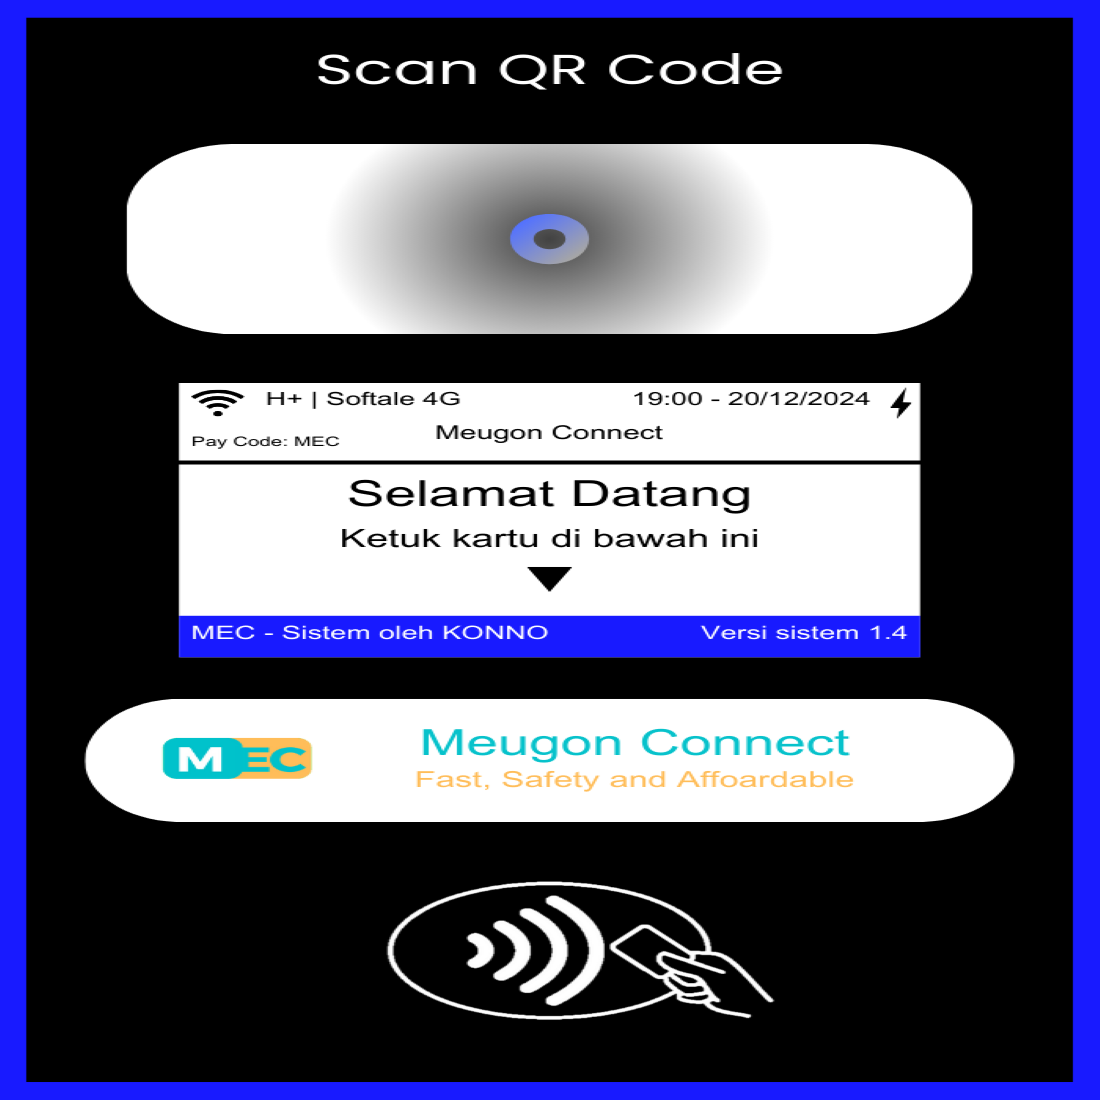 Scan QR Code
H+ | Softale 4G
19:00 - 20/12/2024
Pay Code: MEC
Meugon Connect
Selamat Datang
Ketuk kartu di bawah ini
MEC - Sistem oleh KONNO
Versi sistem 1.4
MEC
Meugon Connect
Fast, Safety and Affoardable